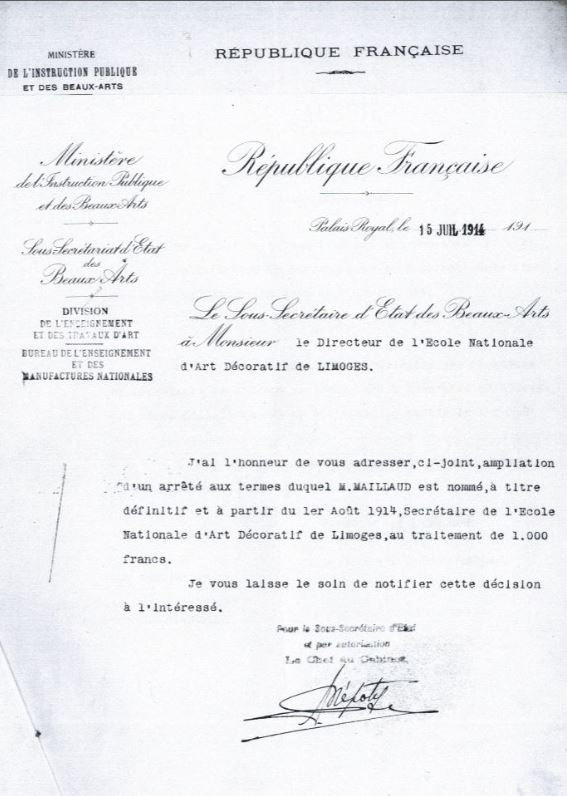 MINISTÈRE
DE L'INSTRUCTION PUBLIQUE
ET DES BEAUX-ARTS
RÉPUBLIQUE FRANÇAISE
Ministère
de l'Instruction Publique
et des Beaux-Arts
République Française
Palais Royal, le 15 JUIL 1914 191
Sous-Secrétariat d'Etat
des
Beaux-Arts
DIVISION
DE L'ENSEIGNEMENT
ET DES TRAVAUX D'ART
BUREAU DE L'ENSEIGNEMENT
ET DES
MANUFACTURES NATIONALES
Le Sous-Secrétaire d'Etat des Beaux-Arts
à Monsieur le Directeur de l'Ecole Nationale
d'Art Décoratif de LIMOGES.
J'ai l'honneur de vous adresser,ci-joint,ampliation
d'un arrêté aux termes duquel M.MAILLAUD est nommé,à titre
définitif et à partir du 1er Août 1914,Secrétaire de l'Ecole
Nationale d'Art Décoratif de Limoges,au traitement de 1.000
francs.
Je vous laisse le soin de notifier cette décision
à l'intéressé.
Pour le Sous-Secrétaire d'Etat
et par autorisation
Le Chef du Cabinet,